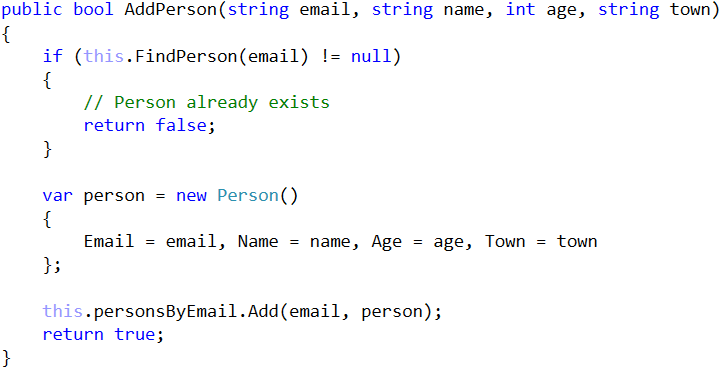 public bool AddPerson(string email, string name, int age, string town)
{
    if (this.FindPerson(email) != null)
    {
        // Person already exists
        return false;
    }

    var person = new Person()
    {
        Email = email, Name = name, Age = age, Town = town
    };

    this.personsByEmail.Add(email, person);
    return true;
}